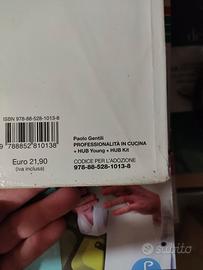 ISBN 978-88-528-1013-8
9 788852 810138
Euro 21,90
(iva inclusa)
Paolo Gentili
PROFESSIONALITÀ IN CUCINA
+ HUB Young + HUB Kit
CODICE PER L'ADOZIONE
978-88-528-1013-8
subito